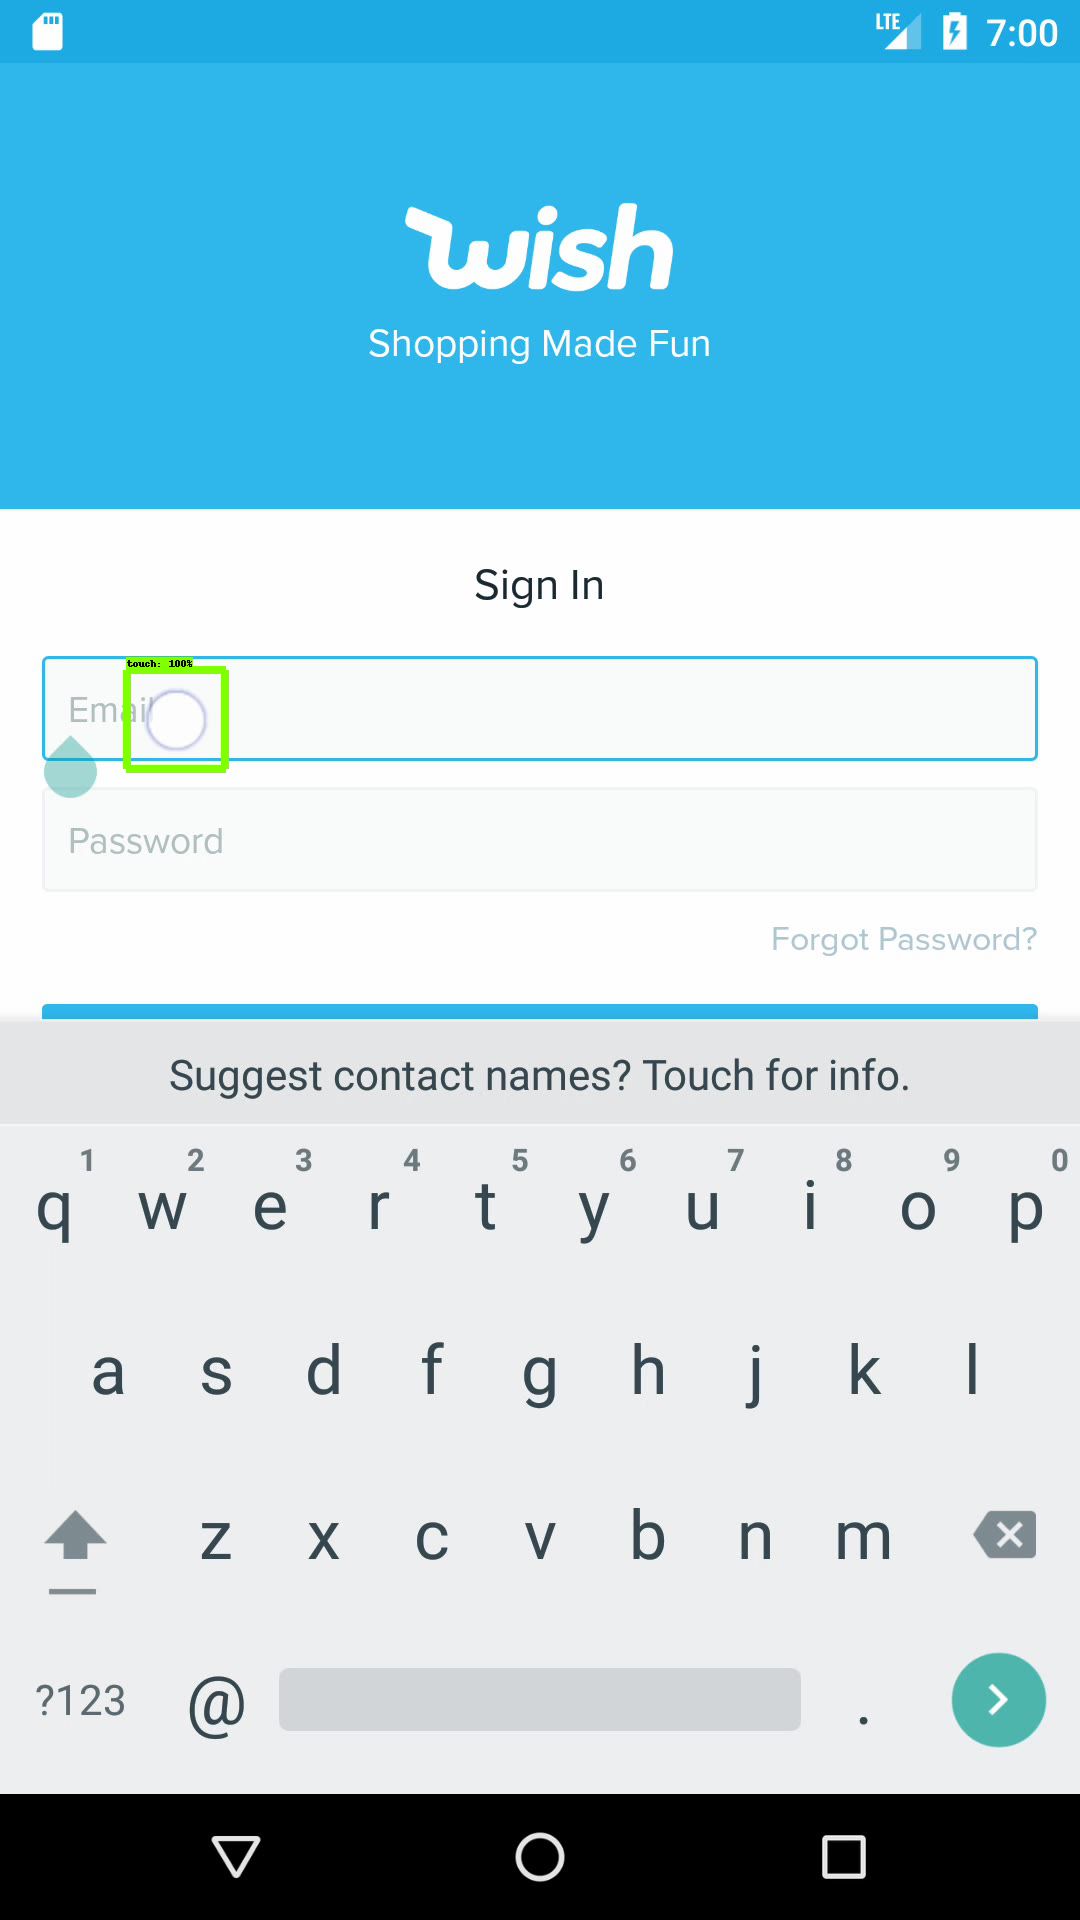 LTE 7:00
wish
Shopping Made Fun
Sign In
touch: 100%
Email
Password
Forgot Password?
Suggest contact names? Touch for info.
1 2 3 4 5 6 7 8 9 0
q w e r t y u i o p
a s d f g h j k l
z x c v b n m
?123 @ .